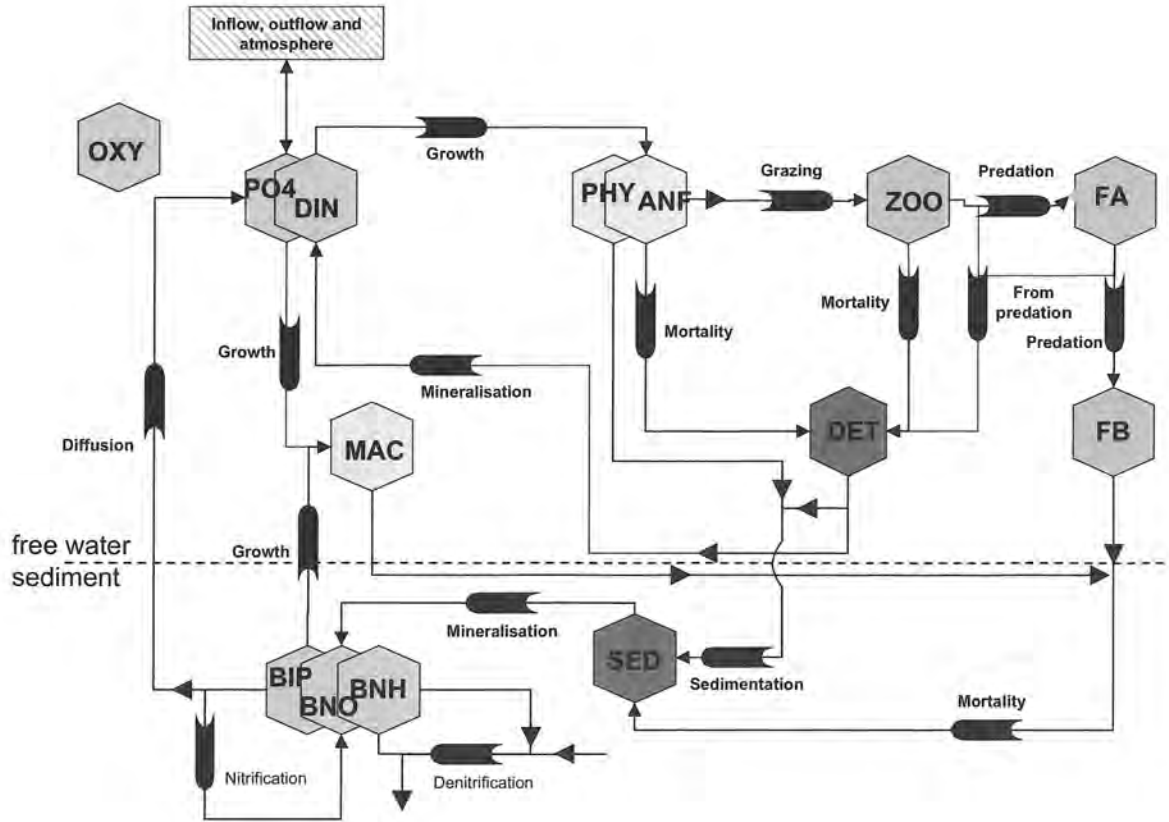 Inflow, outflow and
atmosphere
OXY
PO4
DIN
Growth
PHY
ANF
Grazing
ZOO
Predation
FA
Mortality
Mortality
From
predation
Predation
Growth
Mineralisation
Diffusion
MAC
DET
FB
free water
sediment
Growth
Mineralisation
BIP
BNO
BNH
SED
Sedimentation
Mortality
Nitrification
Denitrification